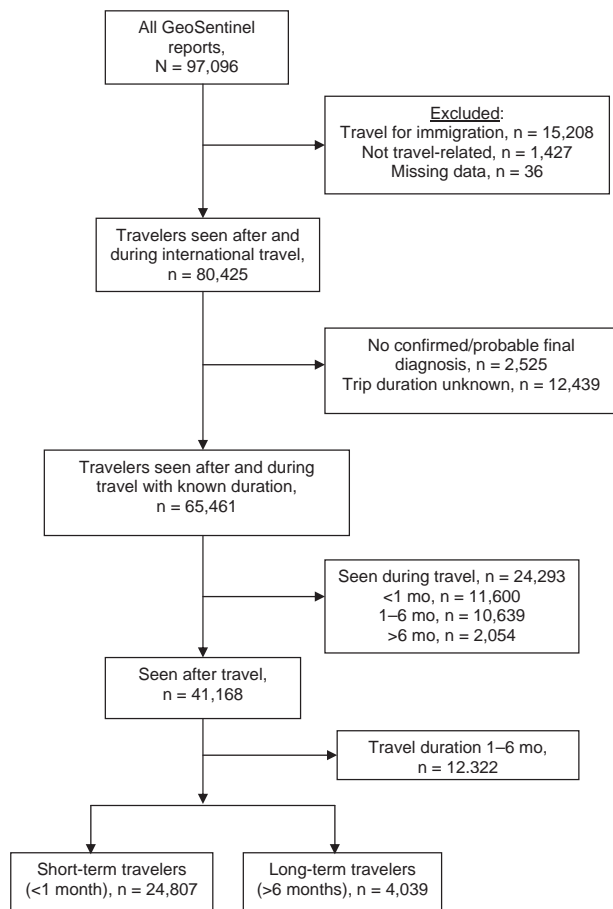 All GeoSentinel
reports,
N = 97,096
Excluded:
Travel for immigration, n = 15,208
Not travel-related, n = 1,427
Missing data, n = 36
Travelers seen after and
during international travel,
n = 80,425
No confirmed/probable final
diagnosis, n = 2,525
Trip duration unknown, n = 12,439
Travelers seen after and during
travel with known duration,
n = 65,461
Seen during travel, n = 24,293
<1 mo, n = 11,600
1–6 mo, n = 10,639
>6 mo, n = 2,054
Seen after travel,
n = 41,168
Travel duration 1–6 mo,
n = 12.322
Short-term travelers
(<1 month), n = 24,807
Long-term travelers
(>6 months), n = 4,039